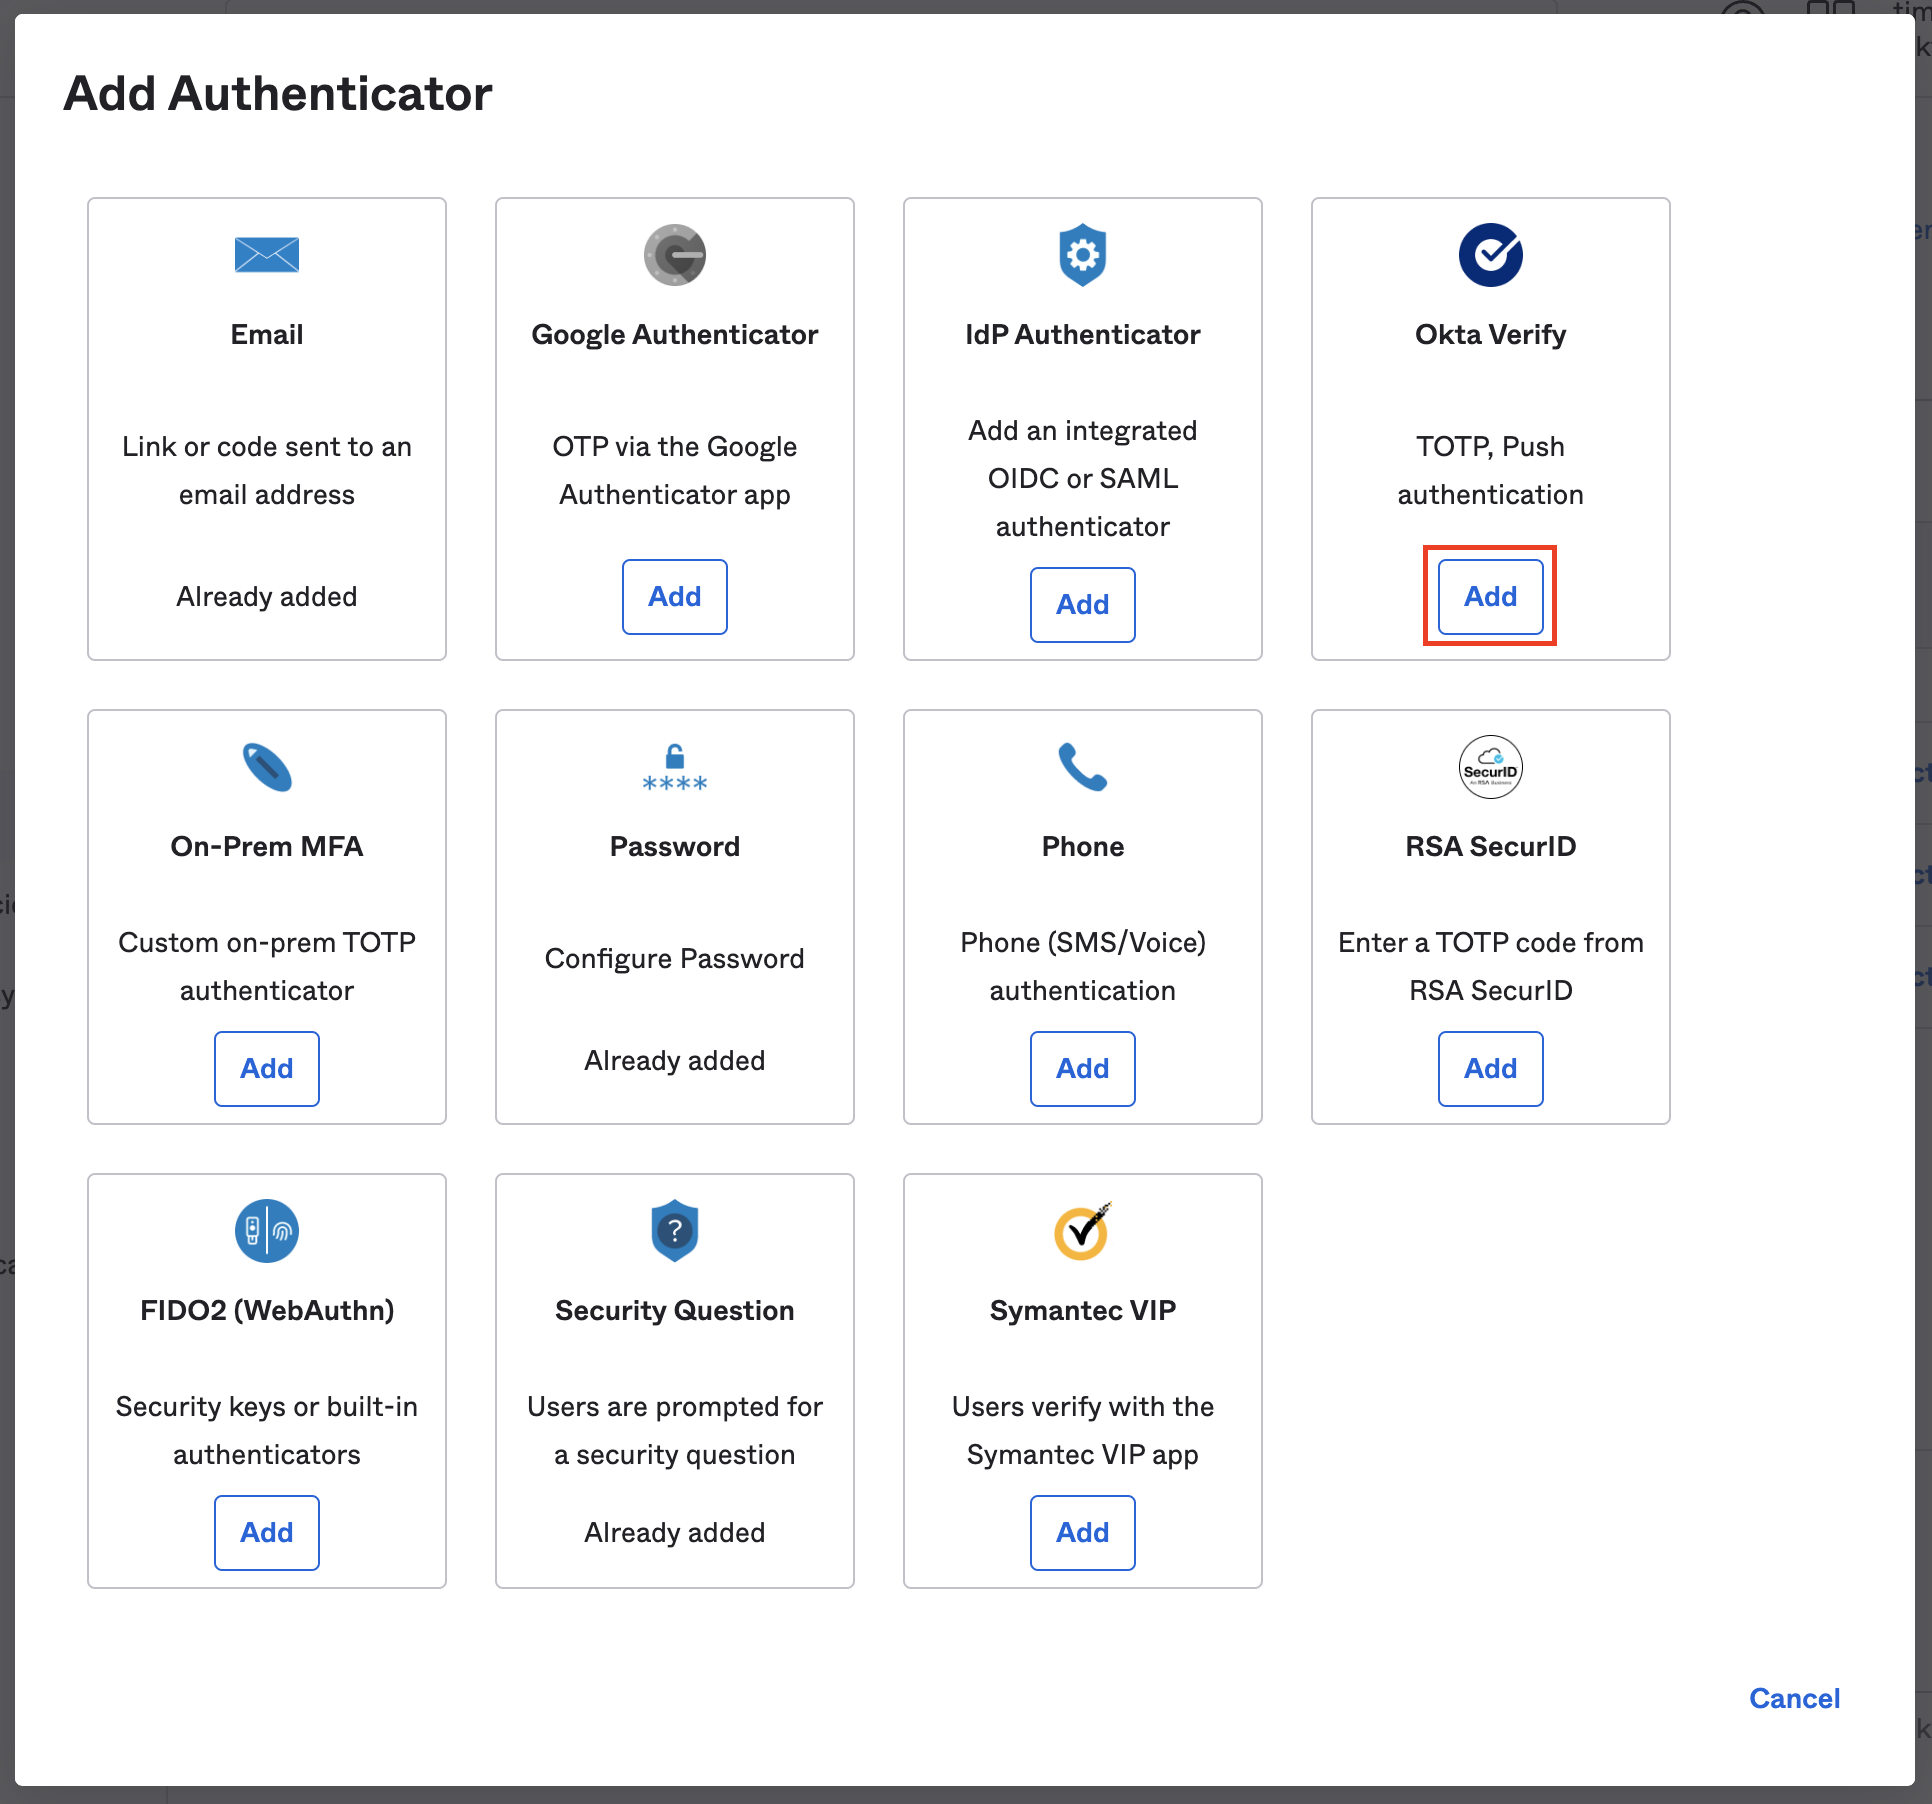 Add Authenticator
Email
Link or code sent to an
email address
Already added
Google Authenticator
OTP via the Google
Authenticator app
Add
IdP Authenticator
Add an integrated
OIDC or SAML
authenticator
Add
Okta Verify
TOTP, Push
authentication
Add
On-Prem MFA
Custom on-prem TOTP
authenticator
Add
****
Password
Configure Password
Already added
Phone
Phone (SMS/Voice)
authentication
Add
SecurID
An RSA Business
RSA SecurID
Enter a TOTP code from
RSA SecurID
Add
FIDO2 (WebAuthn)
Security keys or built-in
authenticators
Add
?
Security Question
Users are prompted for
a security question
Already added
Symantec VIP
Users verify with the
Symantec VIP app
Add
Cancel